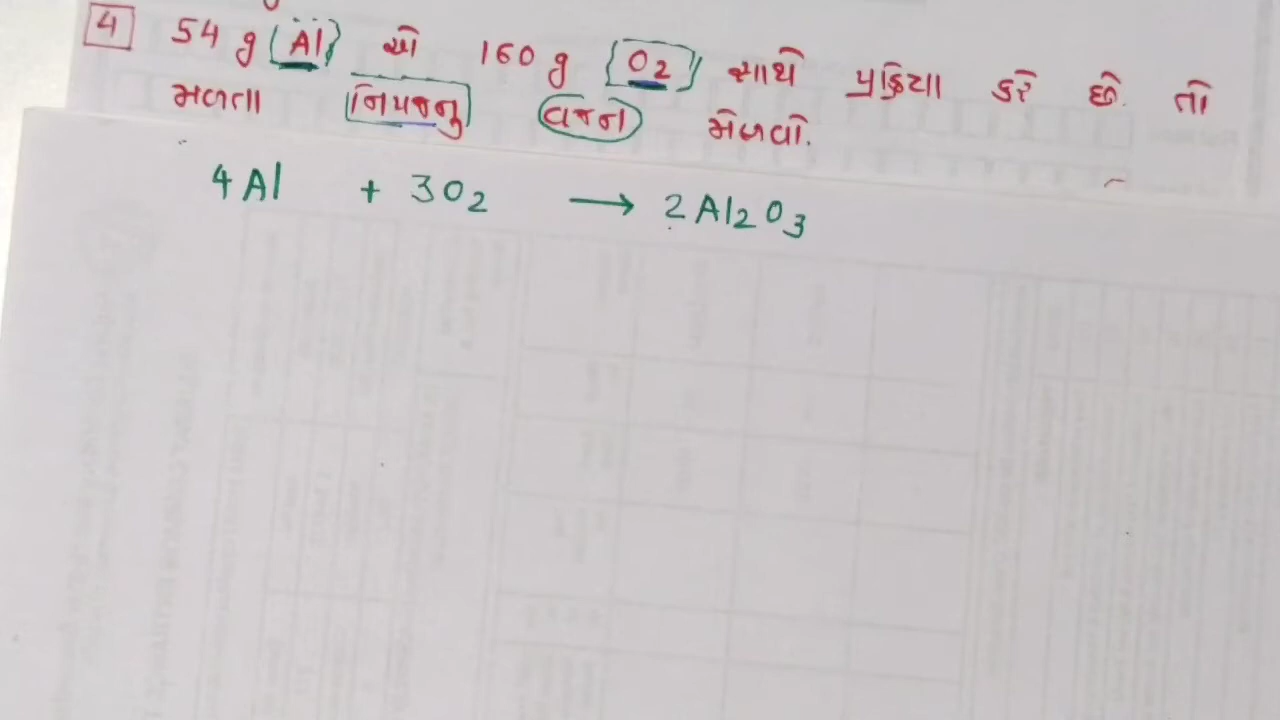 4 54 g Al એ 160 g O₂ સાથે પ્રક્રિયા કરે છે. તો
મળતા નિપજનુ વજન મેળવો.
4Al + 3O₂ → 2Al₂O₃